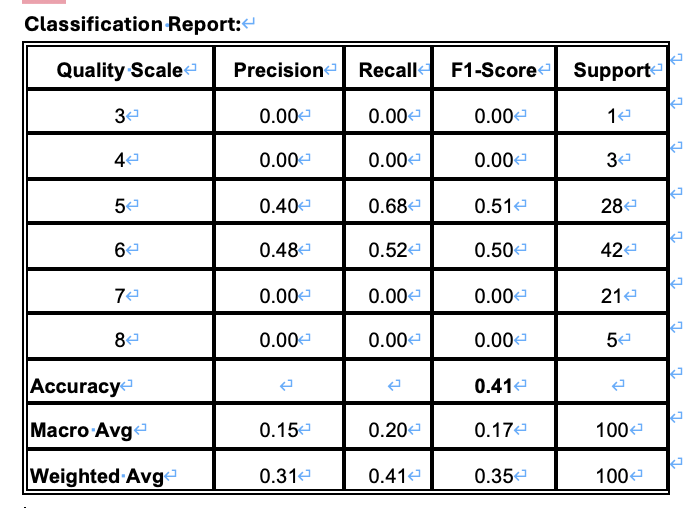 Classification Report:
Quality Scale Precision Recall F1-Score Support
3 0.00 0.00 0.00 1
4 0.00 0.00 0.00 3
5 0.40 0.68 0.51 28
6 0.48 0.52 0.50 42
7 0.00 0.00 0.00 21
8 0.00 0.00 0.00 5
Accuracy 0.41
Macro Avg 0.15 0.20 0.17 100
Weighted Avg 0.31 0.41 0.35 100